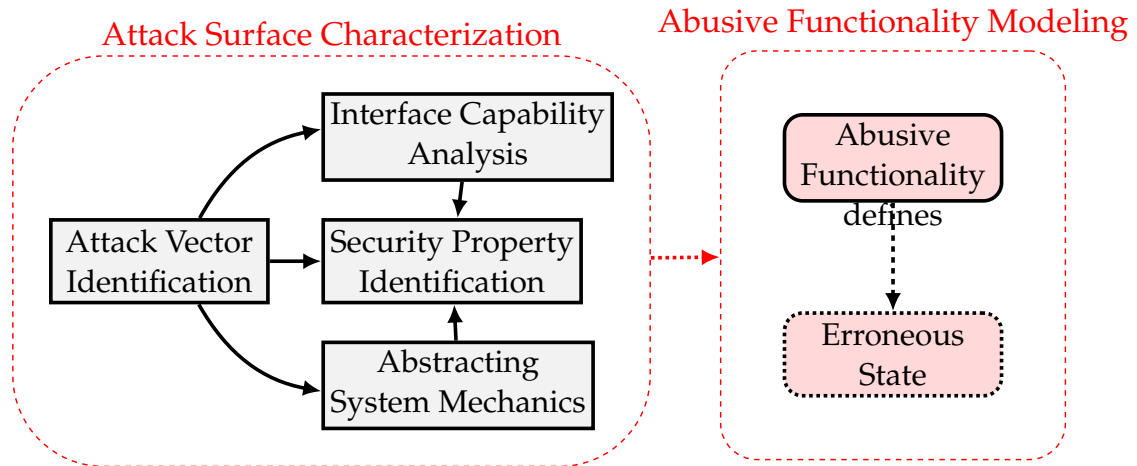 Attack Surface Characterization
Interface Capability
Analysis
Attack Vector
Identification
Security Property
Identification
Abstracting
System Mechanics
Abusive Functionality Modeling
Abusive
Functionality
defines
Erroneous
State